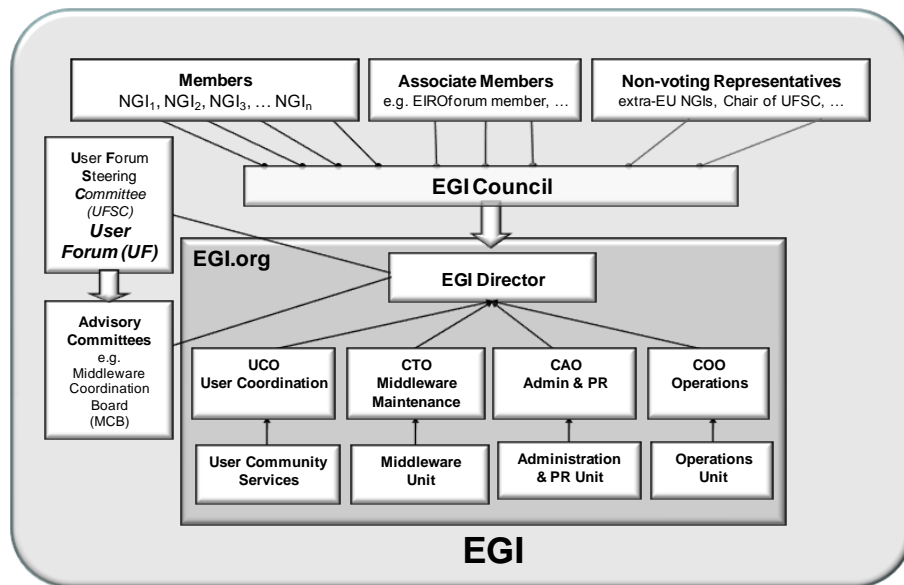 Members
NGI₁, NGI₂, NGI₃, … NGIₙ
Associate Members
e.g. EIROforum member, …
Non-voting Representatives
extra-EU NGIs, Chair of UFSC, …
User Forum
Steering
Committee
(UFSC)
User
Forum (UF)
EGI Council
EGI.org
EGI Director
Advisory
Committees
e.g.
Middleware
Coordination
Board
(MCB)
UCO
User Coordination
CTO
Middleware
Maintenance
CAO
Admin & PR
COO
Operations
User Community
Services
Middleware
Unit
Administration
& PR Unit
Operations
Unit
EGI